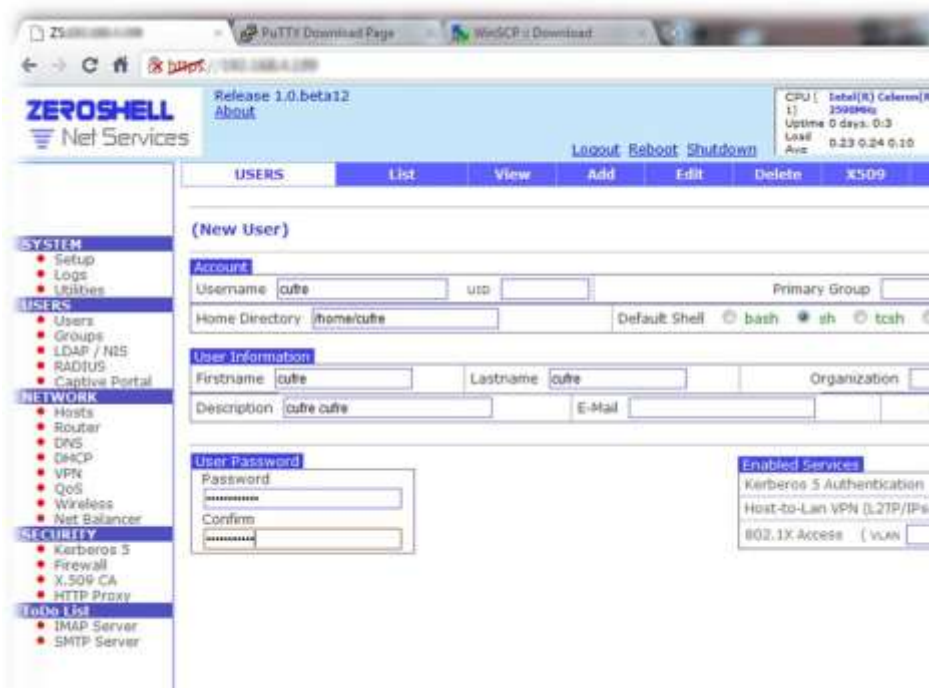 PuTTY Download Page
WinSCP :: Download
https://
ZEROSHELL
Net Services
Release 1.0.beta12
About
Logout Reboot Shutdown
CPU (
1)
Intel(R) Celeron(R
Uptime 0 days, 0:3
Load
Avg 0.23 0.24 0.10
USERS List View Add Edit Delete X509
(New User)
SYSTEM
Setup
Logs
Utilities
USERS
Users
Groups
LDAP / NIS
RADIUS
Captive Portal
NETWORK
Hosts
Router
DNS
DHCP
VPN
QoS
Wireless
Net Balancer
SECURITY
Kerberos 5
Firewall
X.509 CA
HTTP Proxy
ToDo List
IMAP Server
SMTP Server
Account
Username cufre UID Primary Group
Home Directory /home/cufre Default Shell bash sh tcsh
User Information
Firstname cufre Lastname cufre Organization
Description cufre cufre E-Mail
User Password
Password
Confirm
Enabled Services
Kerberos 5 Authentication
Host-to-Lan VPN (L2TP/IPs
802.1X Access ( VLAN